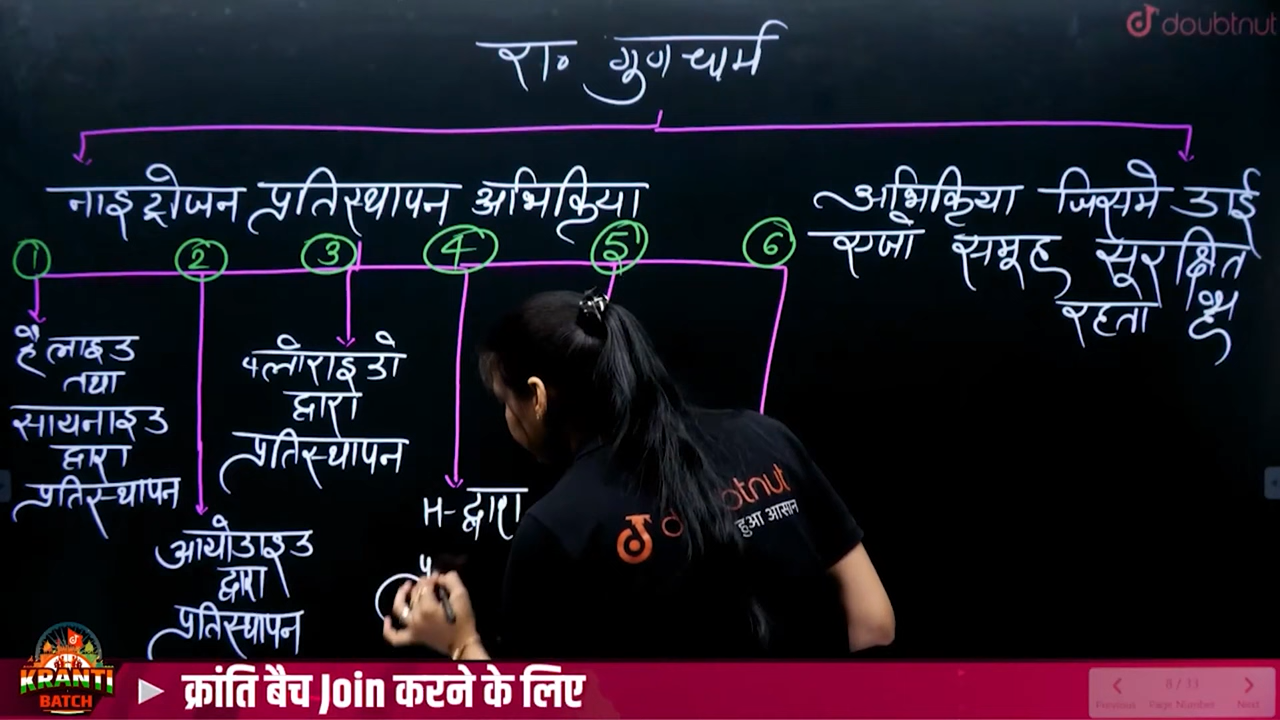 doubtnut
रा० गुणधर्म
नाइट्रोजन प्रतिस्थापन अभिक्रिया
① ② ③ ④ ⑤ ⑥
हैलाइड
तथा
सायनाइड
द्वारा
प्रतिस्थापन
आयोडाइड
द्वारा
प्रतिस्थापन
क्लोराइडो
द्वारा
प्रतिस्थापन
H-द्वारा
अभिक्रिया जिसमे डाई
एजो समूह सूरक्षित
रहता है
हुआ आसान
KRANTI
BATCH
क्रांति बैच Join करने के लिए
8 / 13
Previous Page Number Next